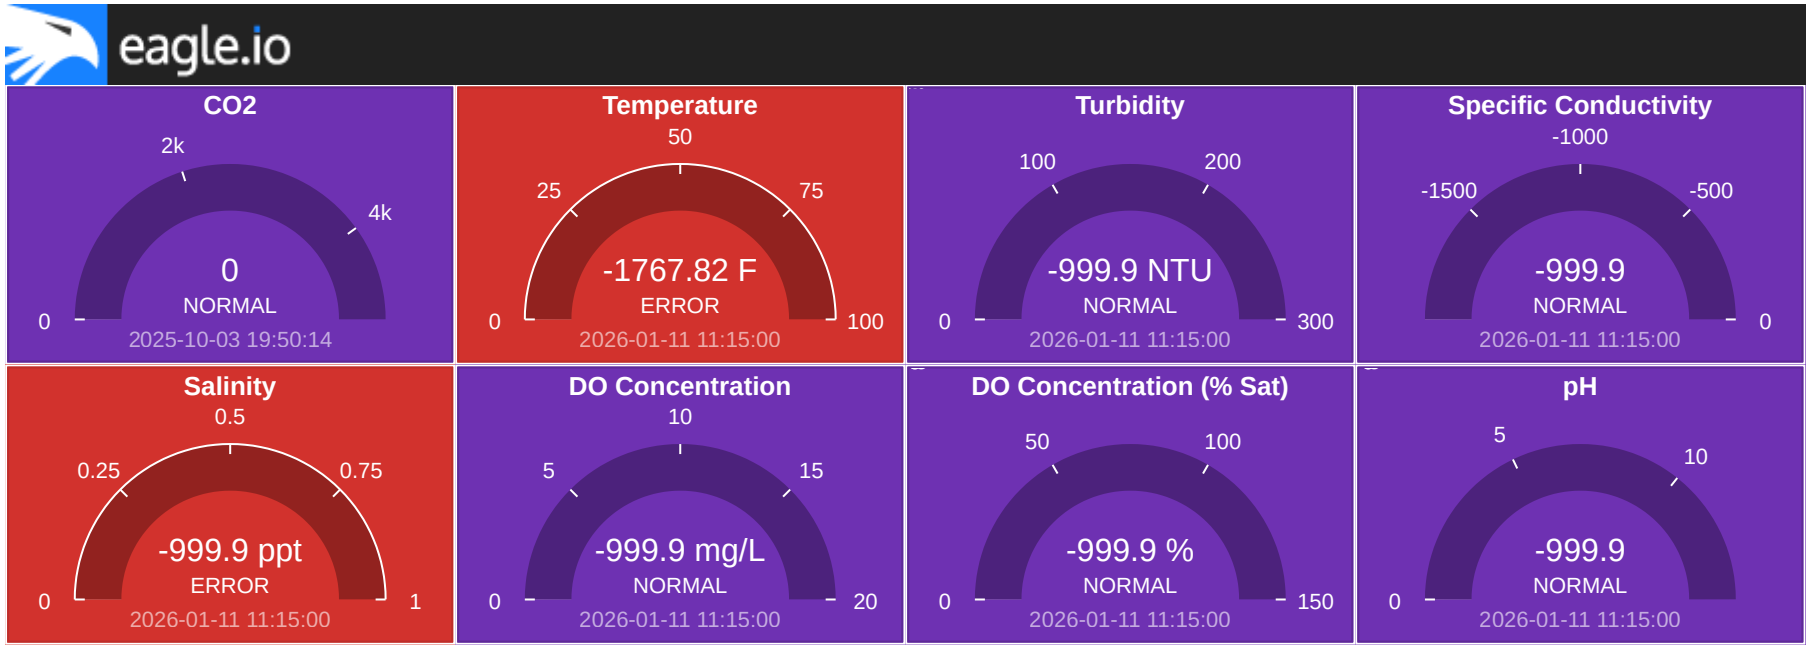 eagle.io
CO2
2k
4k
0
0
NORMAL
2025-10-03 19:50:14
Temperature
50
25
75
-1767.82 F
ERROR
0
100
2026-01-11 11:15:00
Turbidity
100
200
-999.9 NTU
NORMAL
0
300
2026-01-11 11:15:00
Specific Conductivity
-1000
-1500
-500
-999.9
NORMAL
0
2026-01-11 11:15:00
Salinity
0.5
0.25
0.75
-999.9 ppt
ERROR
0
1
2026-01-11 11:15:00
DO Concentration
10
5
15
-999.9 mg/L
NORMAL
0
20
2026-01-11 11:15:00
DO Concentration (% Sat)
50
100
-999.9 %
NORMAL
0
150
2026-01-11 11:15:00
pH
5
10
-999.9
NORMAL
0
2026-01-11 11:15:00